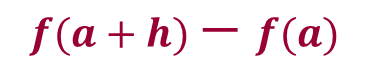 f(a + h) − f(a)